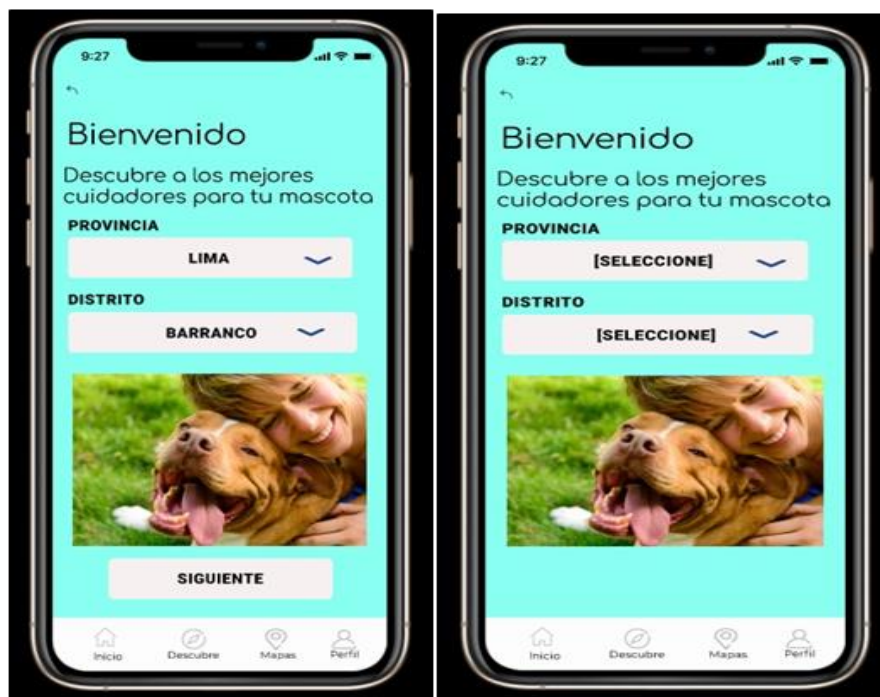 9:27
Bienvenido
Descubre a los mejores
cuidadores para tu mascota
PROVINCIA
LIMA
DISTRITO
BARRANCO
SIGUIENTE
Inicio Descubre Mapas Perfil
9:27
Bienvenido
Descubre a los mejores
cuidadores para tu mascota
PROVINCIA
[SELECCIONE]
DISTRITO
[SELECCIONE]
Inicio Descubre Mapas Perfil